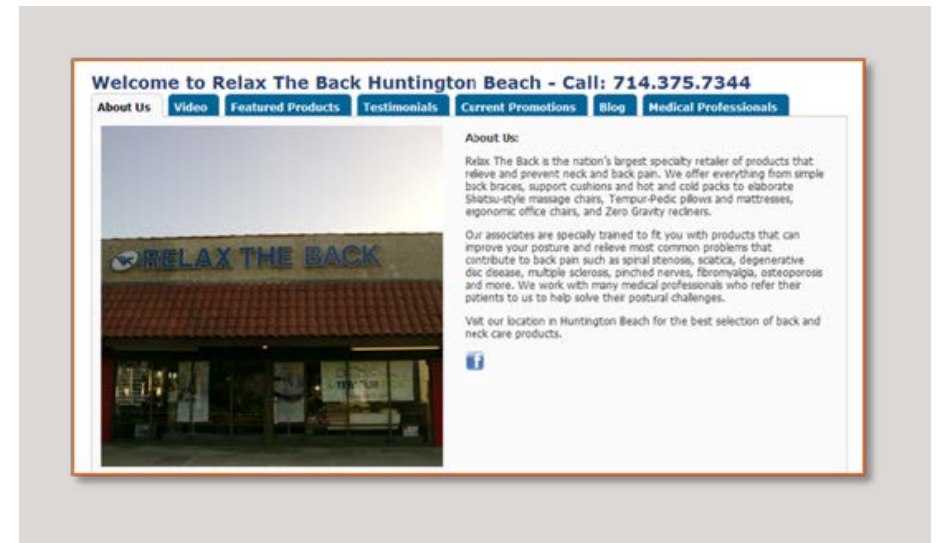 Welcome to Relax The Back Huntington Beach - Call: 714.375.7344
About Us Video Featured Products Testimonials Current Promotions Blog Medical Professionals
About Us:
Relax The Back is the nation's largest specialty retailer of products that
relieve and prevent neck and back pain. We offer everything from simple
back braces, support cushions and hot and cold packs to elaborate
Shiatsu-style massage chairs, Tempur-Pedic pillows and mattresses,
ergonomic office chairs, and Zero Gravity recliners.
Our associates are specially trained to fit you with products that can
improve your posture and relieve most common problems that
contribute to back pain such as spinal stenosis, sciatica, degenerative
disc disease, multiple sclerosis, pinched nerves, fibromyalgia, osteoporosis
and more. We work with many medical professionals who refer their
patients to us to help solve their postural challenges.
Visit our location in Huntington Beach for the best selection of back and
neck care products.
f
RELAX THE BACK